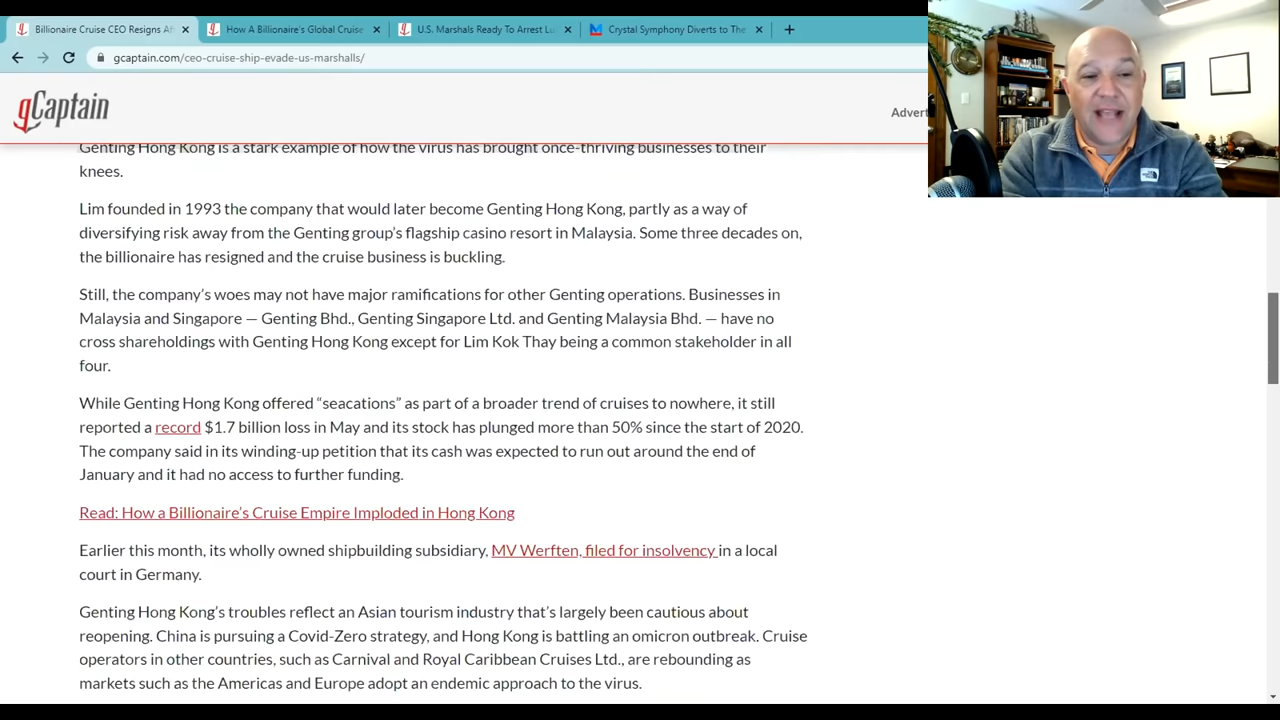 Billionaire Cruise CEO Resigns Af
How A Billionaire's Global Cruise
U.S. Marshals Ready To Arrest Lu
Crystal Symphony Diverts to The
gcaptain.com/ceo-cruise-ship-evade-us-marshalls/
gCaptain
Advert
Genting Hong Kong is a stark example of how the virus has brought once-thriving businesses to their
knees.
Lim founded in 1993 the company that would later become Genting Hong Kong, partly as a way of
diversifying risk away from the Genting group's flagship casino resort in Malaysia. Some three decades on,
the billionaire has resigned and the cruise business is buckling.
Still, the company's woes may not have major ramifications for other Genting operations. Businesses in
Malaysia and Singapore — Genting Bhd., Genting Singapore Ltd. and Genting Malaysia Bhd. — have no
cross shareholdings with Genting Hong Kong except for Lim Kok Thay being a common stakeholder in all
four.
While Genting Hong Kong offered “seacations” as part of a broader trend of cruises to nowhere, it still
reported a record $1.7 billion loss in May and its stock has plunged more than 50% since the start of 2020.
The company said in its winding-up petition that its cash was expected to run out around the end of
January and it had no access to further funding.
Read: How a Billionaire's Cruise Empire Imploded in Hong Kong
Earlier this month, its wholly owned shipbuilding subsidiary, MV Werften, filed for insolvency in a local
court in Germany.
Genting Hong Kong's troubles reflect an Asian tourism industry that's largely been cautious about
reopening. China is pursuing a Covid-Zero strategy, and Hong Kong is battling an omicron outbreak. Cruise
operators in other countries, such as Carnival and Royal Caribbean Cruises Ltd., are rebounding as
markets such as the Americas and Europe adopt an endemic approach to the virus.